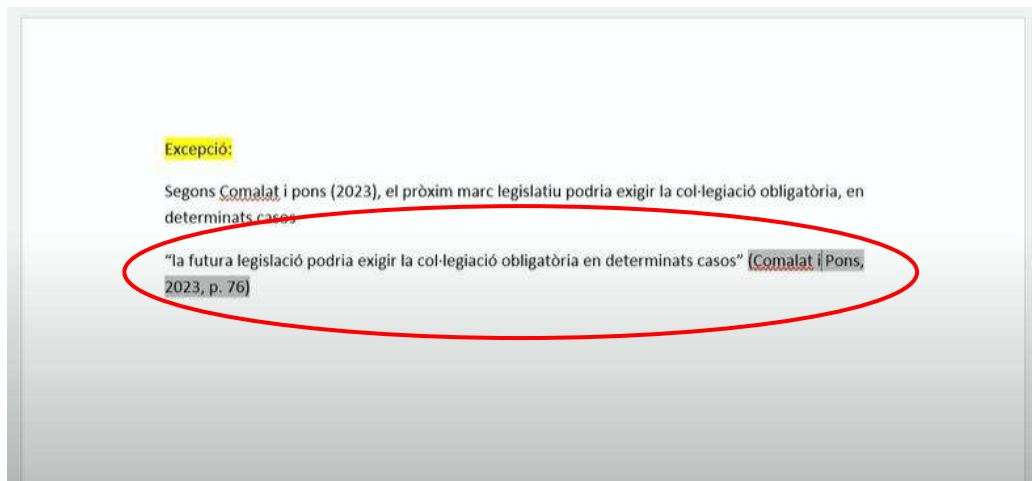 Excepció:
Segons Comalat i pons (2023), el pròxim marc legislatiu podria exigir la col·legiació obligatòria, en
determinats casos
“la futura legislació podria exigir la col·legiació obligatòria en determinats casos” (Comalat i Pons,
2023, p. 76)